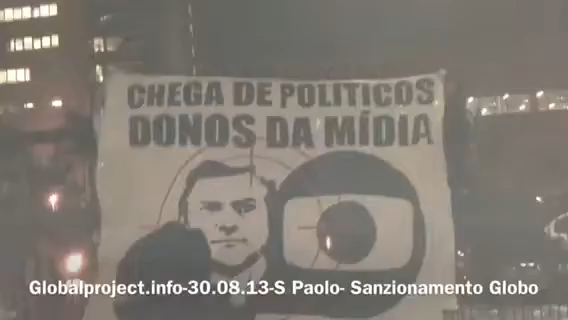 CHEGA DE POLITICOS
DONOS DA MÍDIA
Globalproject.info-30.08.13-S Paolo- Sanzionamento Globo